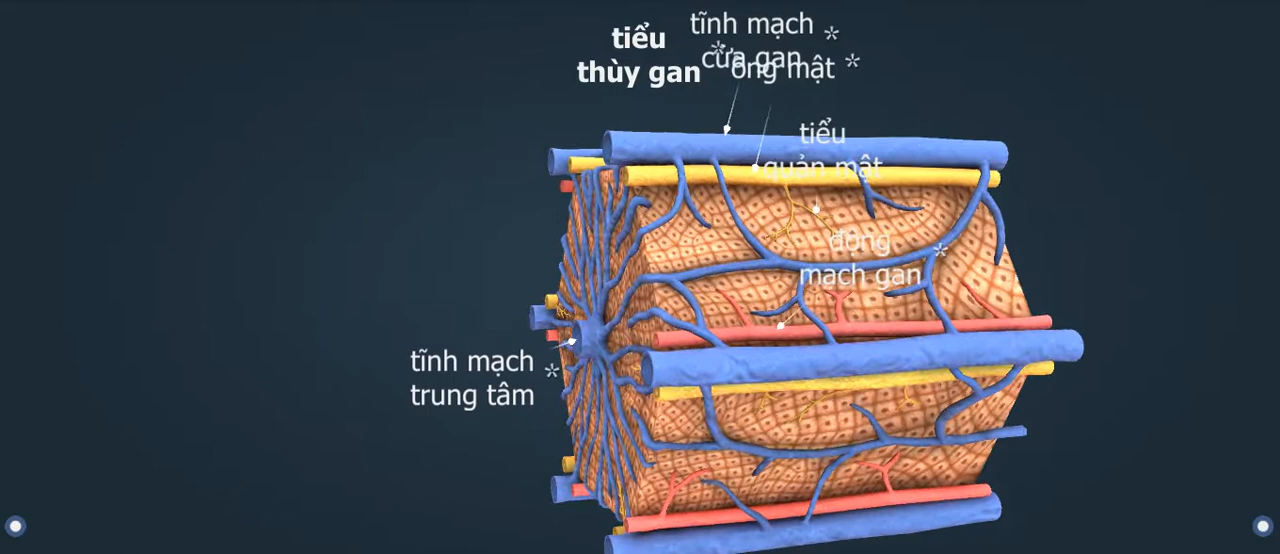 tiểu
thùy gan
tĩnh mạch *
cửa gan
ống mật *
tiểu
quản mật
động
mạch gan *
tĩnh mạch *
trung tâm